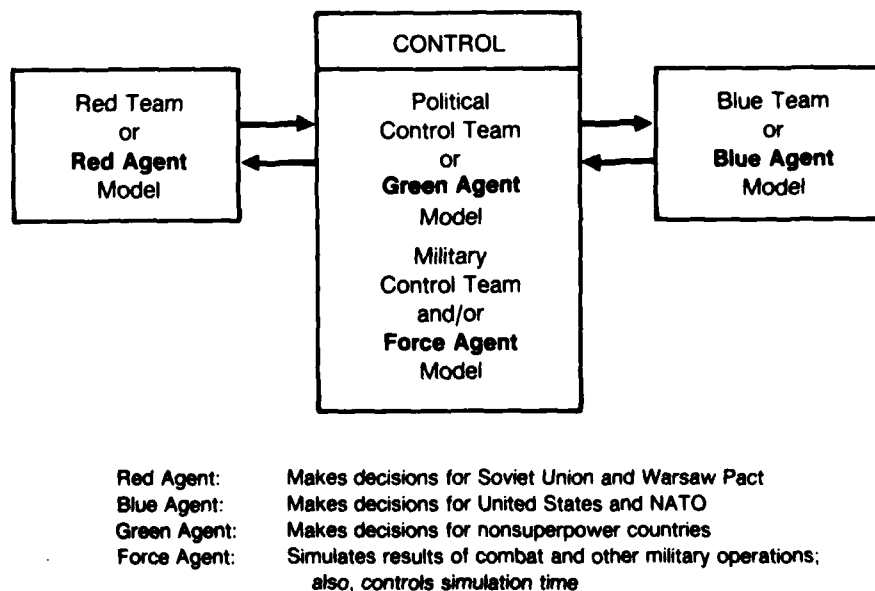 CONTROL
Red Team
or
Red Agent
Model
Political
Control Team
or
Green Agent
Model
Military
Control Team
and/or
Force Agent
Model
Blue Team
or
Blue Agent
Model
Red Agent: Makes decisions for Soviet Union and Warsaw Pact
Blue Agent: Makes decisions for United States and NATO
Green Agent: Makes decisions for nonsuperpower countries
Force Agent: Simulates results of combat and other military operations;
also, controls simulation time